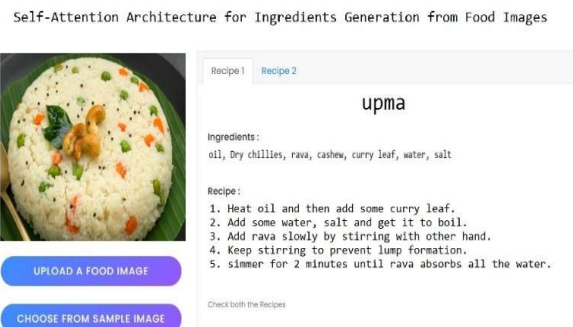 Self-Attention Architecture for Ingredients Generation from Food Images
Recipe 1
Recipe 2
upma
Ingredients :
oil, Dry chillies, rava, cashew, curry leaf, water, salt
Recipe :
1. Heat oil and then add some curry leaf.
2. Add some water, salt and get it to boil.
3. Add rava slowly by stirring with other hand.
4. Keep stirring to prevent lump formation.
5. simmer for 2 minutes until rava absorbs all the water.
UPLOAD A FOOD IMAGE
CHOOSE FROM SAMPLE IMAGE
Check both the Recipes